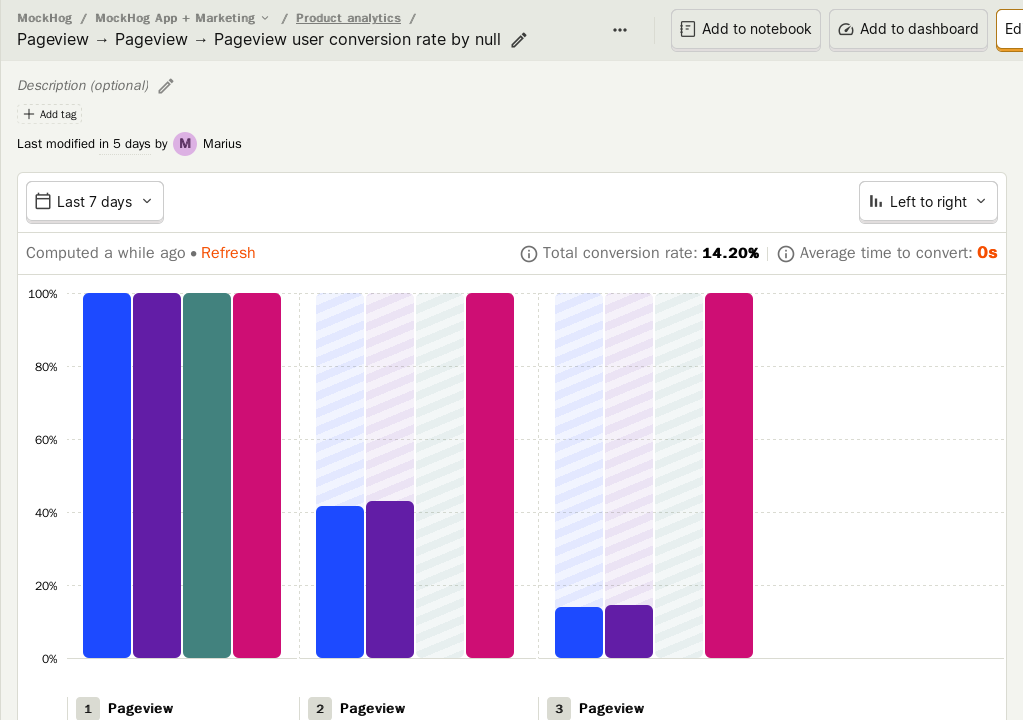 MockHog / MockHog App + Marketing / Product analytics /
Pageview → Pageview → Pageview user conversion rate by null
Add to notebook
Add to dashboard
Ed
Description (optional)
Add tag
Last modified in 5 days by M Marius
Last 7 days
Left to right
Computed a while ago • Refresh
Total conversion rate: 14.20%
Average time to convert: 0s
100%
80%
60%
40%
20%
0%
1 Pageview
2 Pageview
3 Pageview